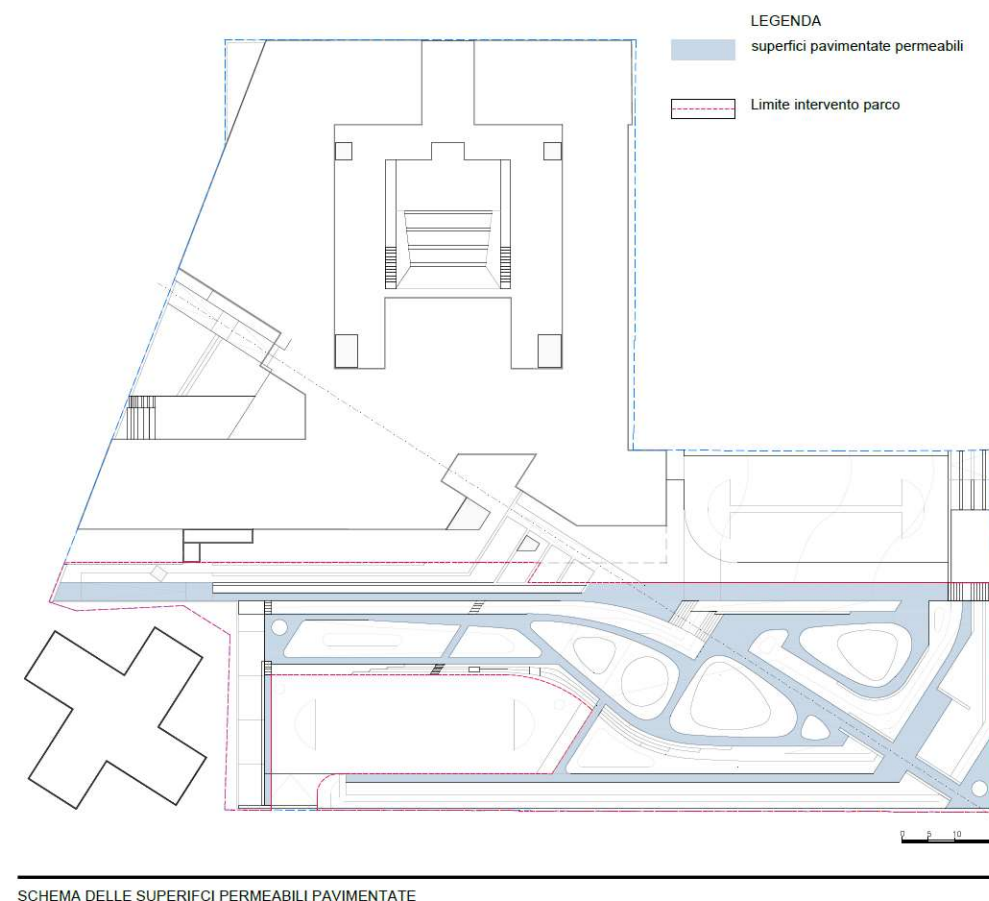 LEGENDA
superfici pavimentate permeabili
Limite intervento parco
0 5 10
SCHEMA DELLE SUPERIFCI PERMEABILI PAVIMENTATE